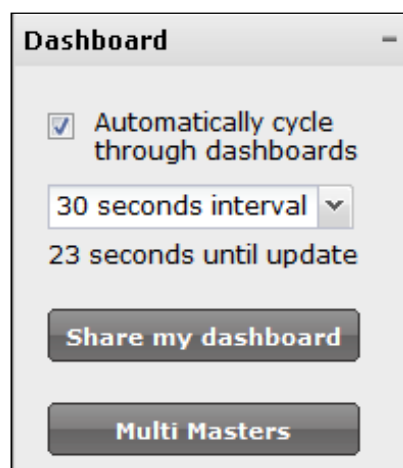 Dashboard
Automatically cycle
through dashboards
30 seconds interval
23 seconds until update
Share my dashboard
Multi Masters